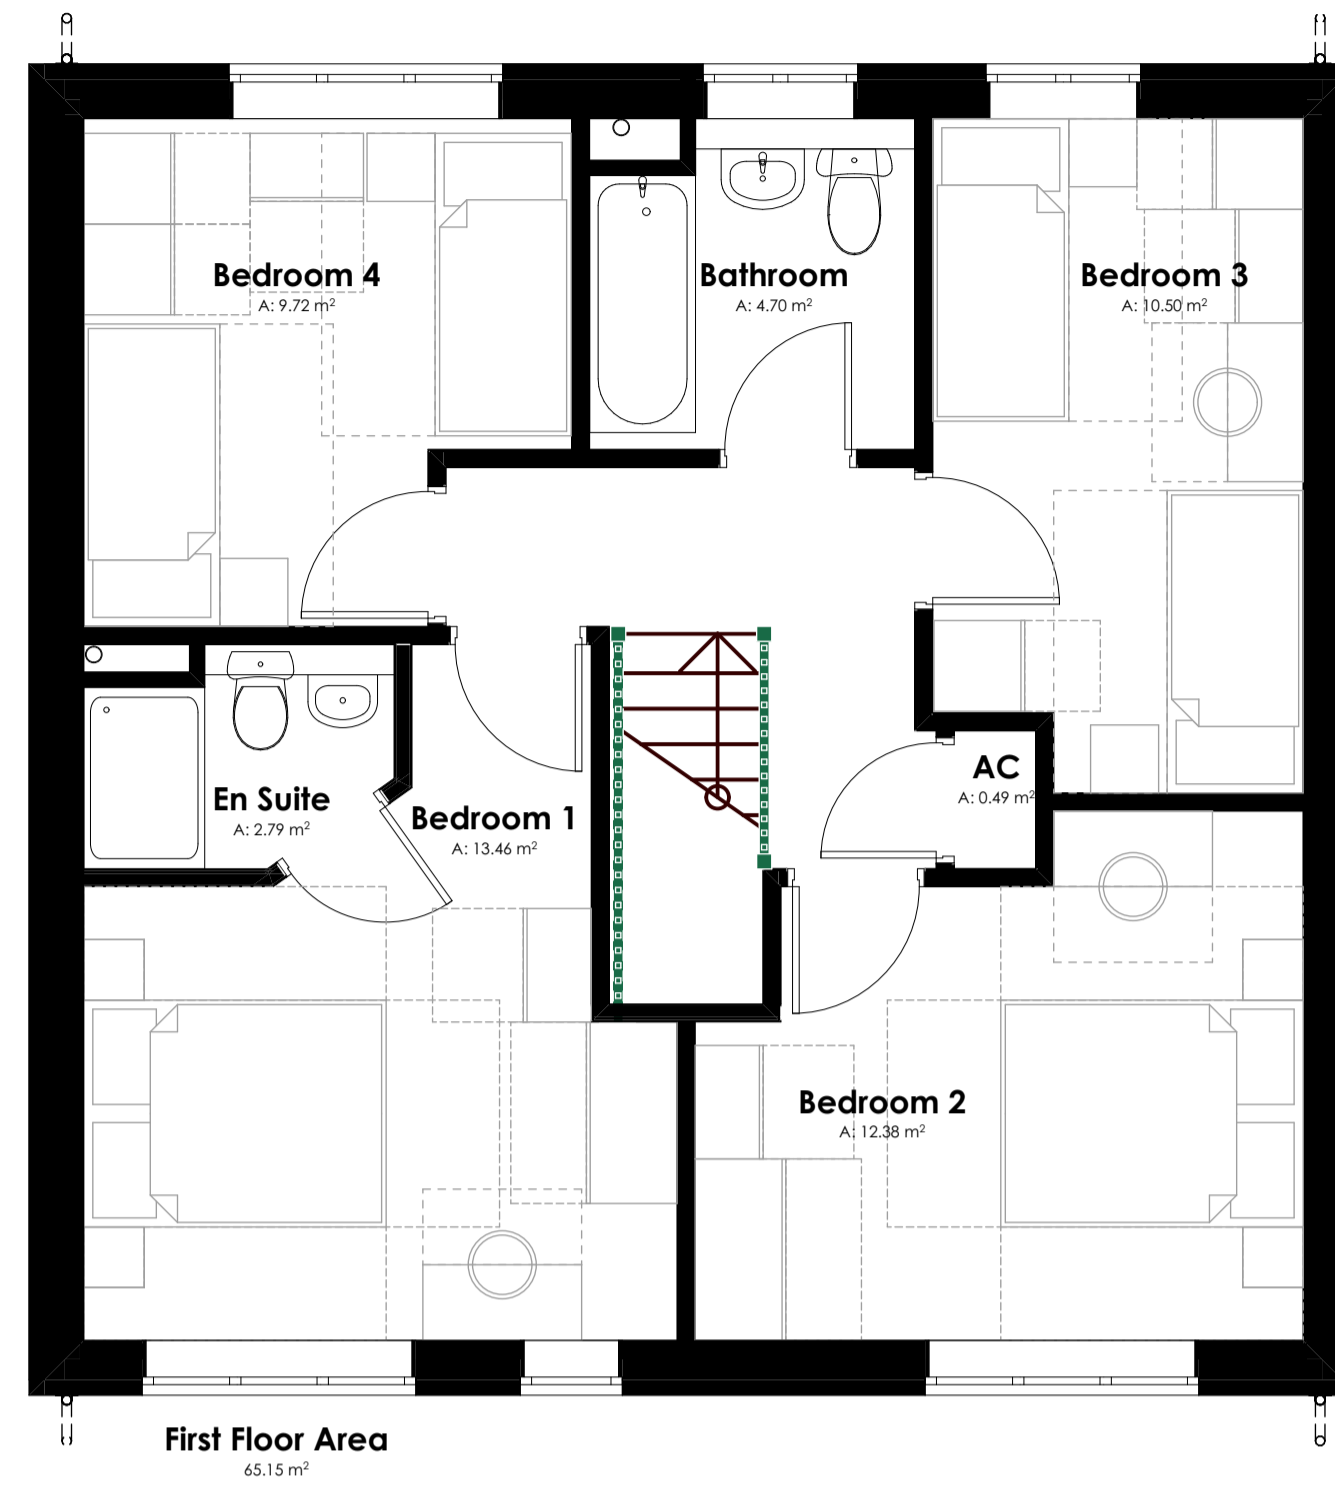 Bedroom 4
A: 9.72 m²
Bathroom
A: 4.70 m²
Bedroom 3
A: 10.50 m²
En Suite
A: 2.79 m²
Bedroom 1
A: 13.46 m²
AC
A: 0.49 m²
Bedroom 2
A: 12.38 m²
First Floor Area
65.15 m²